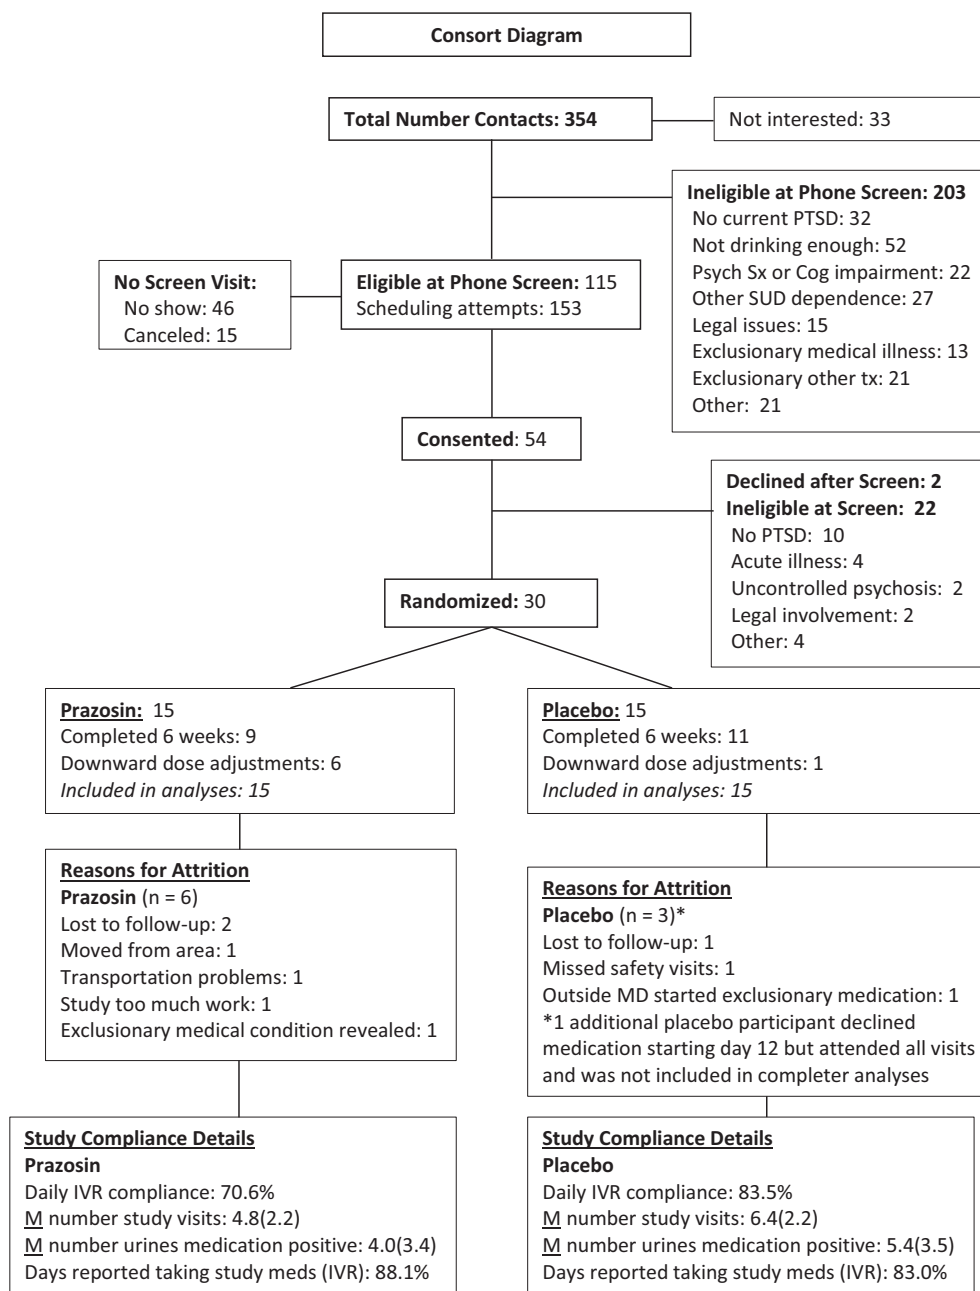 Consort Diagram
Total Number Contacts: 354
Not interested: 33
Ineligible at Phone Screen: 203
No current PTSD: 32
Not drinking enough: 52
Psych Sx or Cog impairment: 22
Other SUD dependence: 27
Legal issues: 15
Exclusionary medical illness: 13
Exclusionary other tx: 21
Other: 21
No Screen Visit:
No show: 46
Canceled: 15
Eligible at Phone Screen: 115
Scheduling attempts: 153
Consented: 54
Declined after Screen: 2
Ineligible at Screen: 22
No PTSD: 10
Acute illness: 4
Uncontrolled psychosis: 2
Legal involvement: 2
Other: 4
Randomized: 30
Prazosin: 15
Completed 6 weeks: 9
Downward dose adjustments: 6
Included in analyses: 15
Placebo: 15
Completed 6 weeks: 11
Downward dose adjustments: 1
Included in analyses: 15
Reasons for Attrition
Prazosin (n = 6)
Lost to follow-up: 2
Moved from area: 1
Transportation problems: 1
Study too much work: 1
Exclusionary medical condition revealed: 1
Reasons for Attrition
Placebo (n = 3)*
Lost to follow-up: 1
Missed safety visits: 1
Outside MD started exclusionary medication: 1
*1 additional placebo participant declined
medication starting day 12 but attended all visits
and was not included in completer analyses
Study Compliance Details
Prazosin
Daily IVR compliance: 70.6%
M number study visits: 4.8(2.2)
M number urines medication positive: 4.0(3.4)
Days reported taking study meds (IVR): 88.1%
Study Compliance Details
Placebo
Daily IVR compliance: 83.5%
M number study visits: 6.4(2.2)
M number urines medication positive: 5.4(3.5)
Days reported taking study meds (IVR): 83.0%